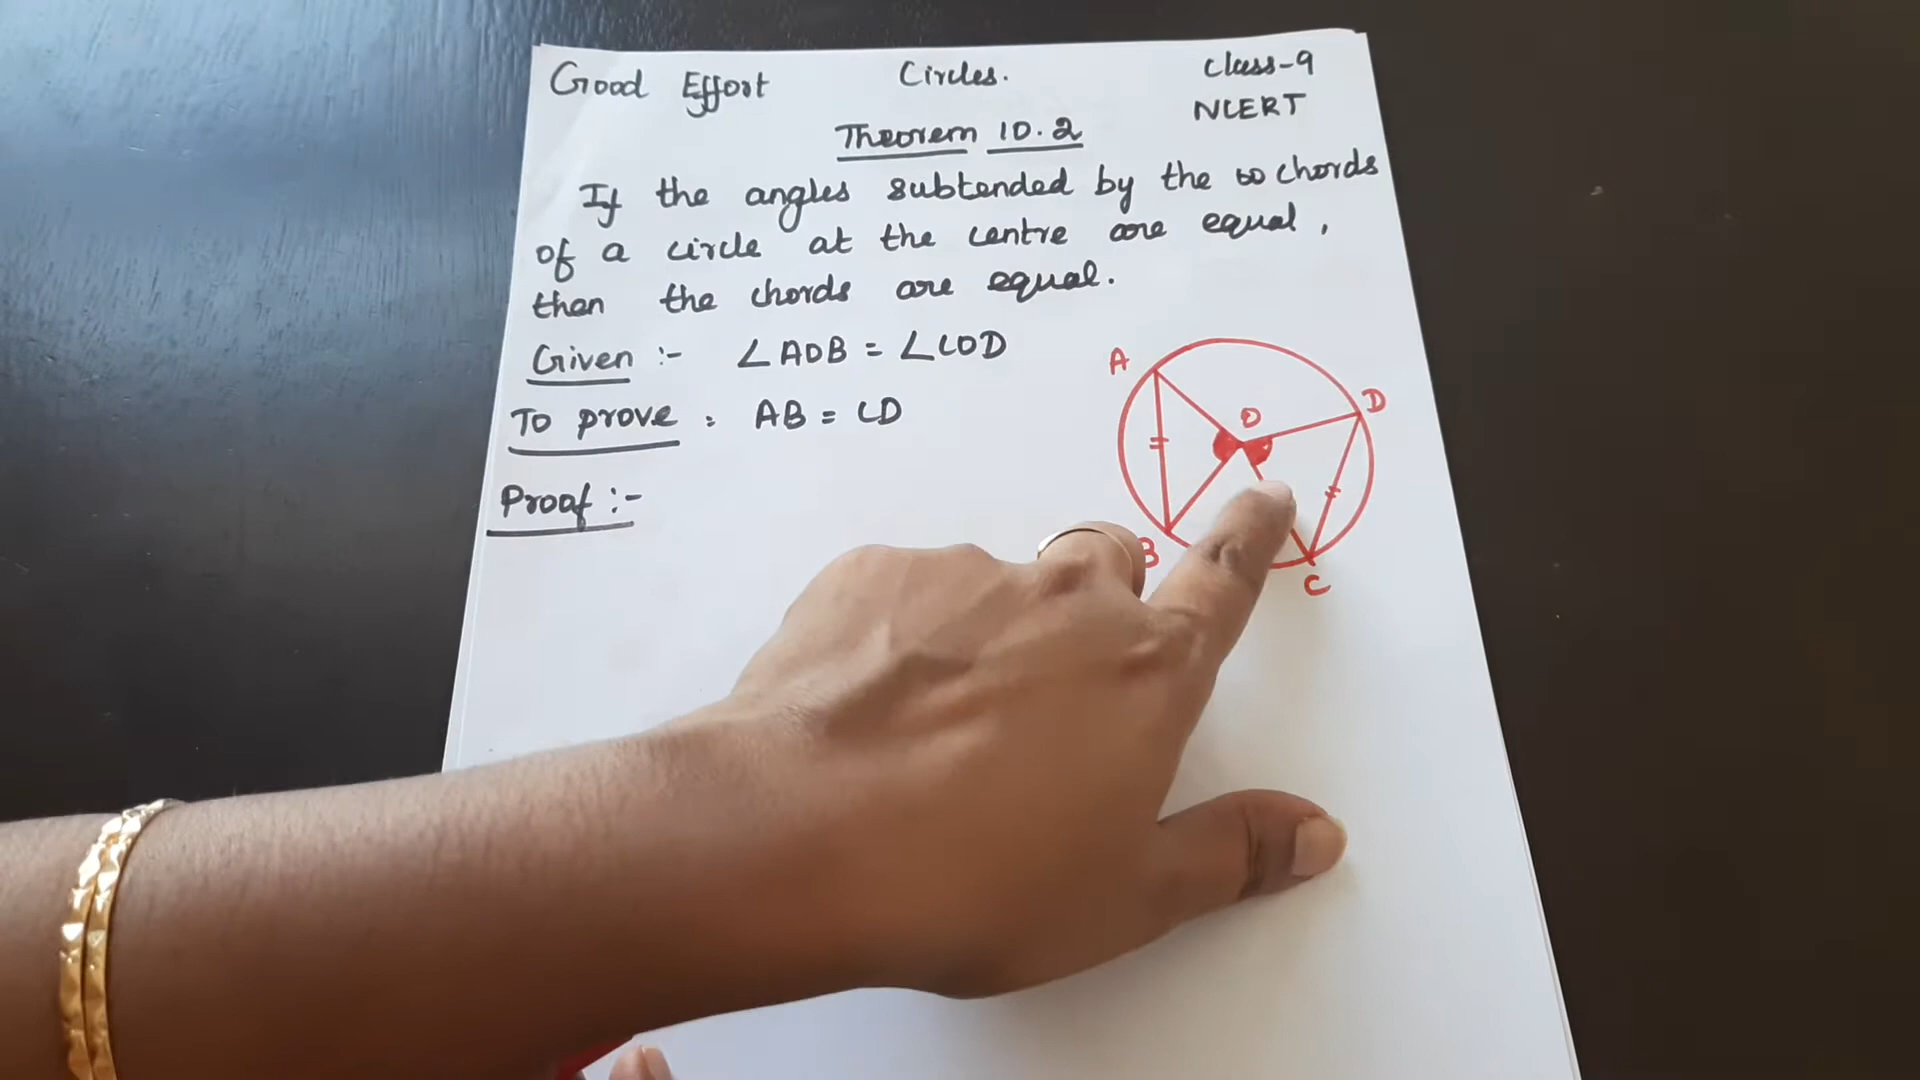 Good Effort Circles. Class-9
NCERT
Theorem 10.2
If the angles subtended by the chords
of a circle at the centre are equal,
then the chords are equal.
Given :- ∠AOB = ∠COD
To prove : AB = CD
Proof :-
A
D
O
B
C